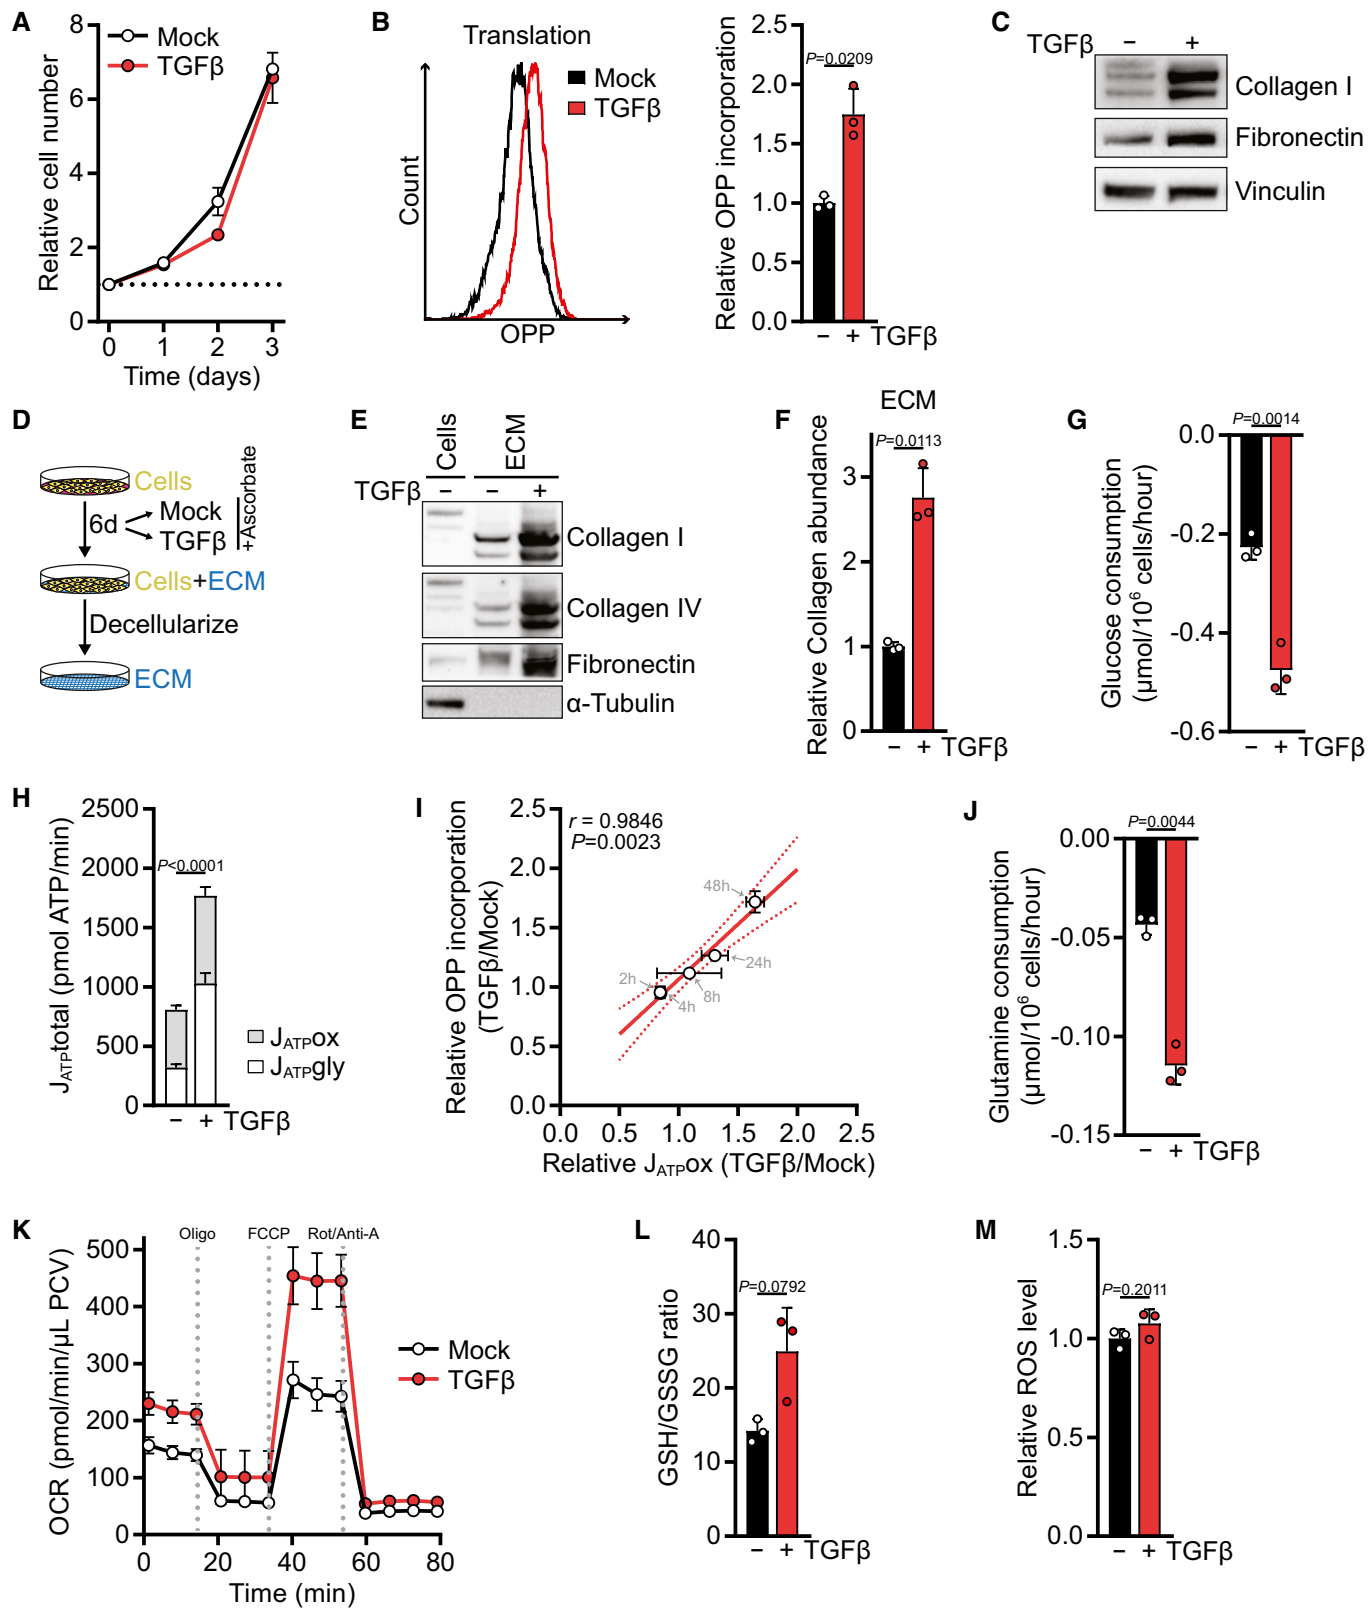 A
8
6
4
2
0
Relative cell number
Mock
TGFβ
0 1 2 3
Time (days)
B
Translation
Mock
TGFβ
Count
OPP
2.5
2.0
1.5
1.0
0.5
0.0
Relative OPP incorporation
P=0.0209
− + TGFβ
C
TGFβ − +
Collagen I
Fibronectin
Vinculin
D
Cells
6d
Mock
TGFβ
+Ascorbate
Cells+ECM
Decellularize
ECM
E
Cells
ECM
TGFβ − − +
Collagen I
Collagen IV
Fibronectin
α-Tubulin
F
ECM
P=0.0113
3
2
1
0
Relative Collagen abundance
− + TGFβ
G
P=0.0014
0.0
-0.2
-0.4
-0.6
Glucose consumption
(µmol/10⁶ cells/hour)
− + TGFβ
H
2500
2000
1500
1000
500
0
JATPtotal (pmol ATP/min)
P<0.0001
JATPox
JATPgly
− + TGFβ
I
2.5
2.0
1.5
1.0
0.5
0.0
Relative OPP incorporation
(TGFβ/Mock)
r = 0.9846
P=0.0023
48h
24h
2h
8h
4h
0.0 0.5 1.0 1.5 2.0 2.5
Relative JATPox (TGFβ/Mock)
J
P=0.0044
0.00
-0.05
-0.10
-0.15
Glutamine consumption
(µmol/10⁶ cells/hour)
− + TGFβ
K
Oligo FCCP Rot/Anti-A
500
400
300
200
100
0
OCR (pmol/min/µL PCV)
Mock
TGFβ
0 20 40 60 80
Time (min)
L
40
30
20
10
0
GSH/GSSG ratio
P=0.0792
− + TGFβ
M
1.5
1.0
0.5
0.0
Relative ROS level
P=0.2011
− + TGFβ